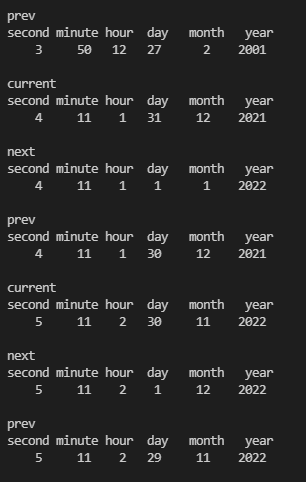 prev
second minute hour day month year
3 50 12 27 2 2001
current
second minute hour day month year
4 11 1 31 12 2021
next
second minute hour day month year
4 11 1 1 1 2022
prev
second minute hour day month year
4 11 1 30 12 2021
current
second minute hour day month year
5 11 2 30 11 2022
next
second minute hour day month year
5 11 2 1 12 2022
prev
second minute hour day month year
5 11 2 29 11 2022